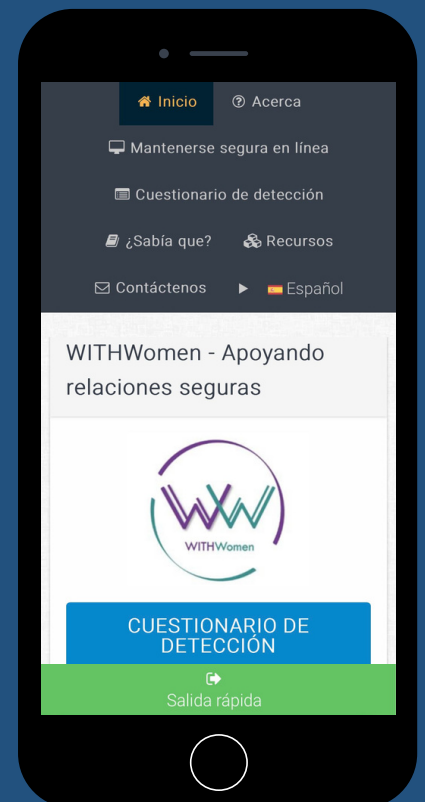 Inicio Acerca
Mantenerse segura en línea
Cuestionario de detección
¿Sabía que? Recursos
Contáctenos Español
WITHWomen - Apoyando
relaciones seguras
WW
WITHWomen
CUESTIONARIO DE
DETECCIÓN
Salida rápida